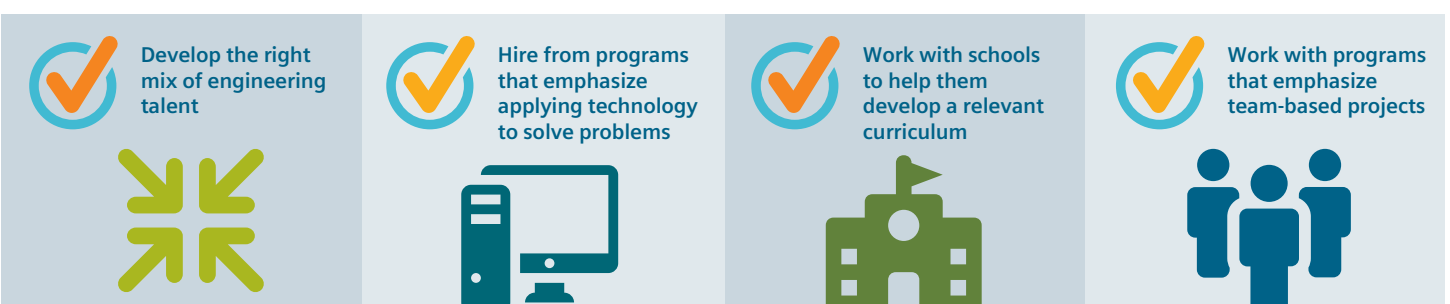 Develop the right
mix of engineering
talent
Hire from programs
that emphasize
applying technology
to solve problems
Work with schools
to help them
develop a relevant
curriculum
Work with programs
that emphasize
team-based projects